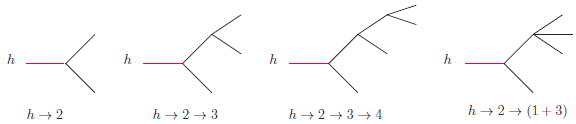 h h h h
h → 2 h → 2 → 3 h → 2 → 3 → 4 h → 2 → (1 + 3)